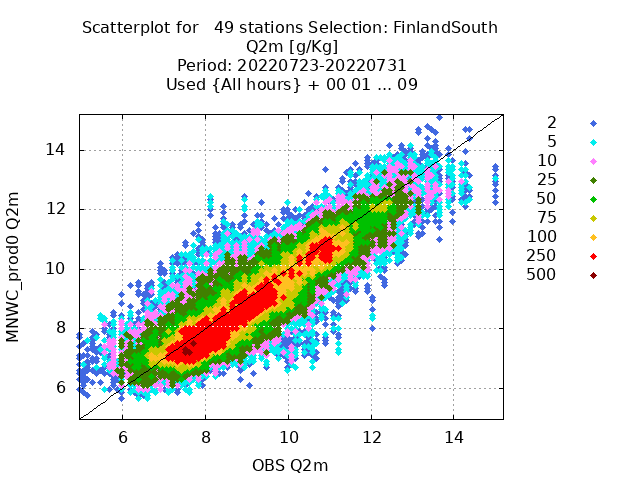 Scatterplot for   49 stations Selection: FinlandSouth
Q2m [g/Kg]
Period: 20220723-20220731
Used {All hours} + 00 01 ... 09
2
5
10
25
50
75
100
250
500
14
12
10
8
6
MNWC_prod0 Q2m
6 8 10 12 14
OBS Q2m